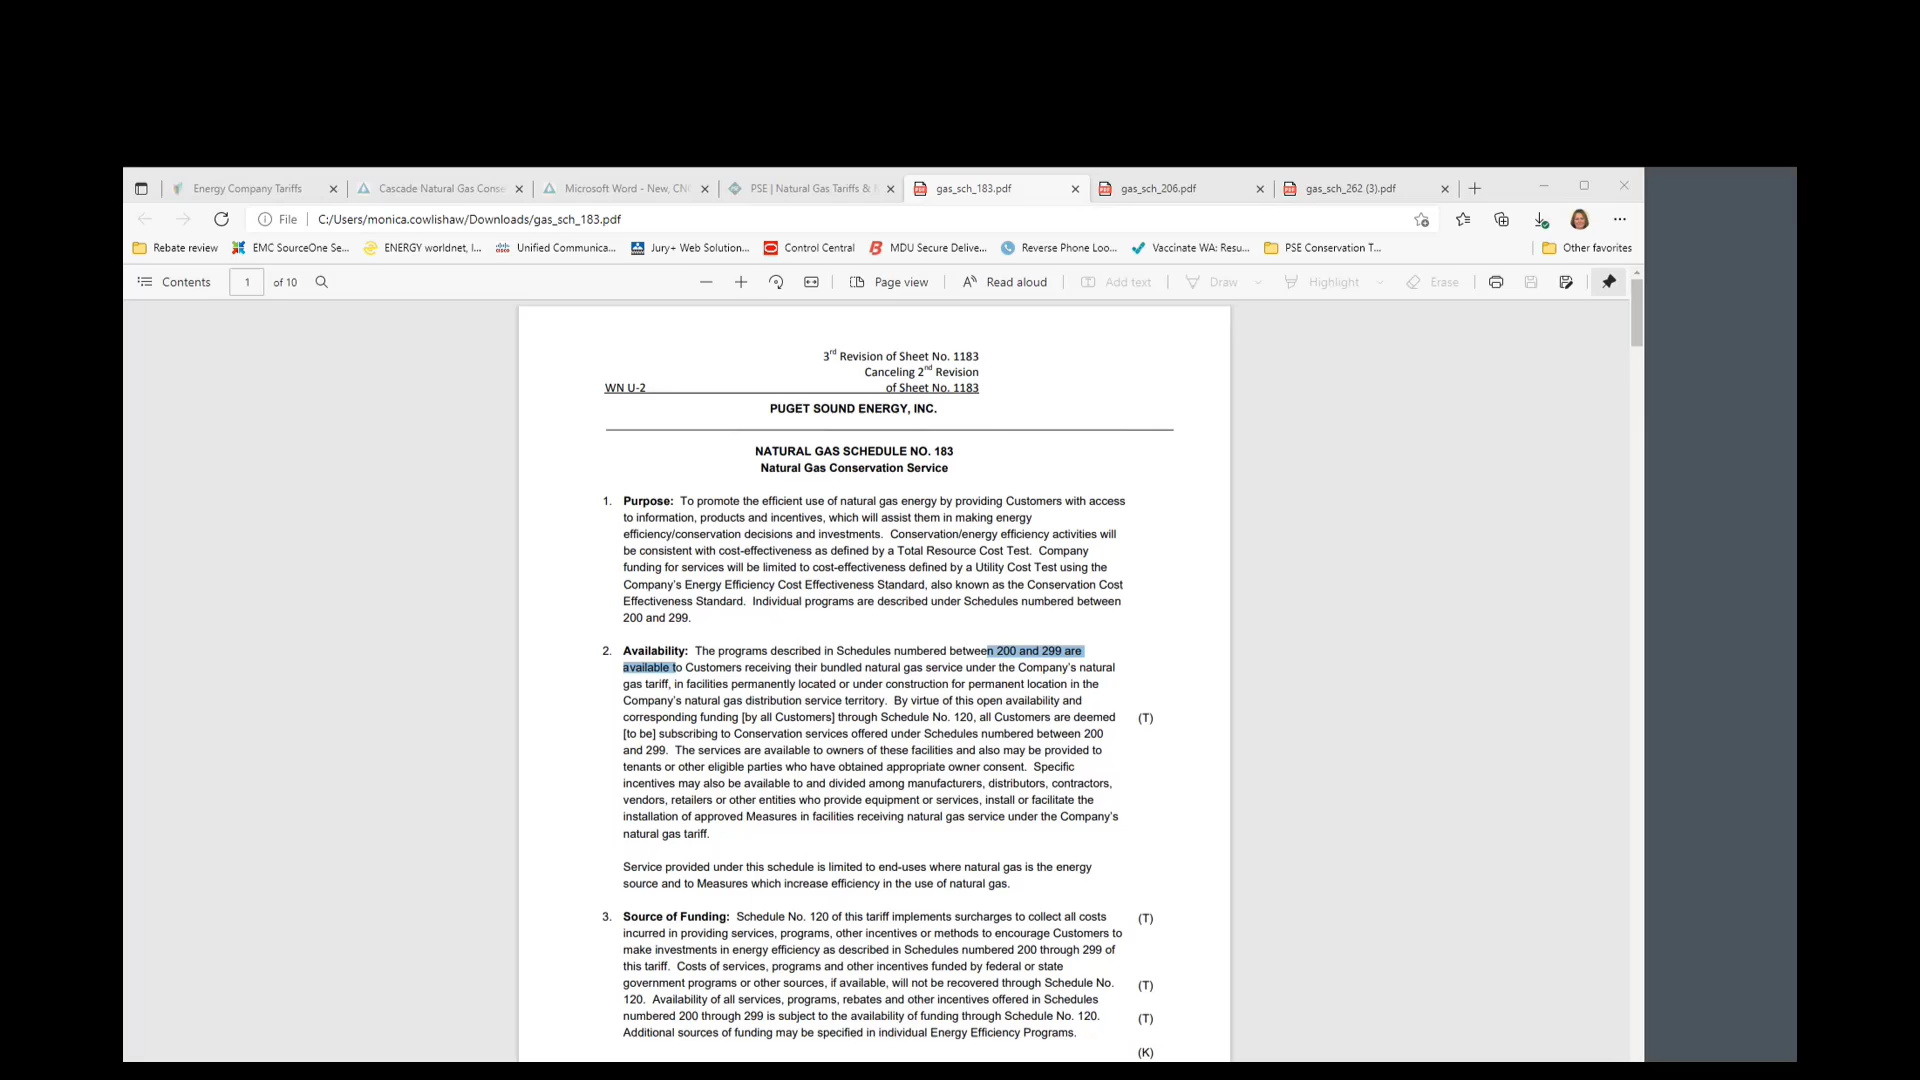 Energy Company Tariffs
Cascade Natural Gas Conse
Microsoft Word - New, CNG
PSE | Natural Gas Tariffs &
gas_sch_183.pdf
gas_sch_206.pdf
gas_sch_262 (3).pdf
File
C:/Users/monica.cowlishaw/Downloads/gas_sch_183.pdf
Rebate review
EMC SourceOne Se...
ENERGY worldnet, I...
Unified Communica...
Jury+ Web Solution...
Control Central
MDU Secure Delive...
Reverse Phone Loo...
Vaccinate WA: Resu...
PSE Conservation T...
Other favorites
Contents
1
of 10
Page view
Read aloud
Add text
Draw
Highlight
Erase
3rd Revision of Sheet No. 1183
Canceling 2nd Revision
WN U-2 of Sheet No. 1183
PUGET SOUND ENERGY, INC.
NATURAL GAS SCHEDULE NO. 183
Natural Gas Conservation Service
1. Purpose: To promote the efficient use of natural gas energy by providing Customers with access
to information, products and incentives, which will assist them in making energy
efficiency/conservation decisions and investments. Conservation/energy efficiency activities will
be consistent with cost-effectiveness as defined by a Total Resource Cost Test. Company
funding for services will be limited to cost-effectiveness defined by a Utility Cost Test using the
Company's Energy Efficiency Cost Effectiveness Standard, also known as the Conservation Cost
Effectiveness Standard. Individual programs are described under Schedules numbered between
200 and 299.
2. Availability: The programs described in Schedules numbered between 200 and 299 are
available to Customers receiving their bundled natural gas service under the Company's natural
gas tariff, in facilities permanently located or under construction for permanent location in the
Company's natural gas distribution service territory. By virtue of this open availability and
corresponding funding [by all Customers] through Schedule No. 120, all Customers are deemed (T)
[to be] subscribing to Conservation services offered under Schedules numbered between 200
and 299. The services are available to owners of these facilities and also may be provided to
tenants or other eligible parties who have obtained appropriate owner consent. Specific
incentives may also be available to and divided among manufacturers, distributors, contractors,
vendors, retailers or other entities who provide equipment or services, install or facilitate the
installation of approved Measures in facilities receiving natural gas service under the Company's
natural gas tariff.
Service provided under this schedule is limited to end-uses where natural gas is the energy
source and to Measures which increase efficiency in the use of natural gas.
3. Source of Funding: Schedule No. 120 of this tariff implements surcharges to collect all costs (T)
incurred in providing services, programs, other incentives or methods to encourage Customers to
make investments in energy efficiency as described in Schedules numbered 200 through 299 of
this tariff. Costs of services, programs and other incentives funded by federal or state
government programs or other sources, if available, will not be recovered through Schedule No. (T)
120. Availability of all services, programs, rebates and other incentives offered in Schedules
numbered 200 through 299 is subject to the availability of funding through Schedule No. 120. (T)
Additional sources of funding may be specified in individual Energy Efficiency Programs.
(K)